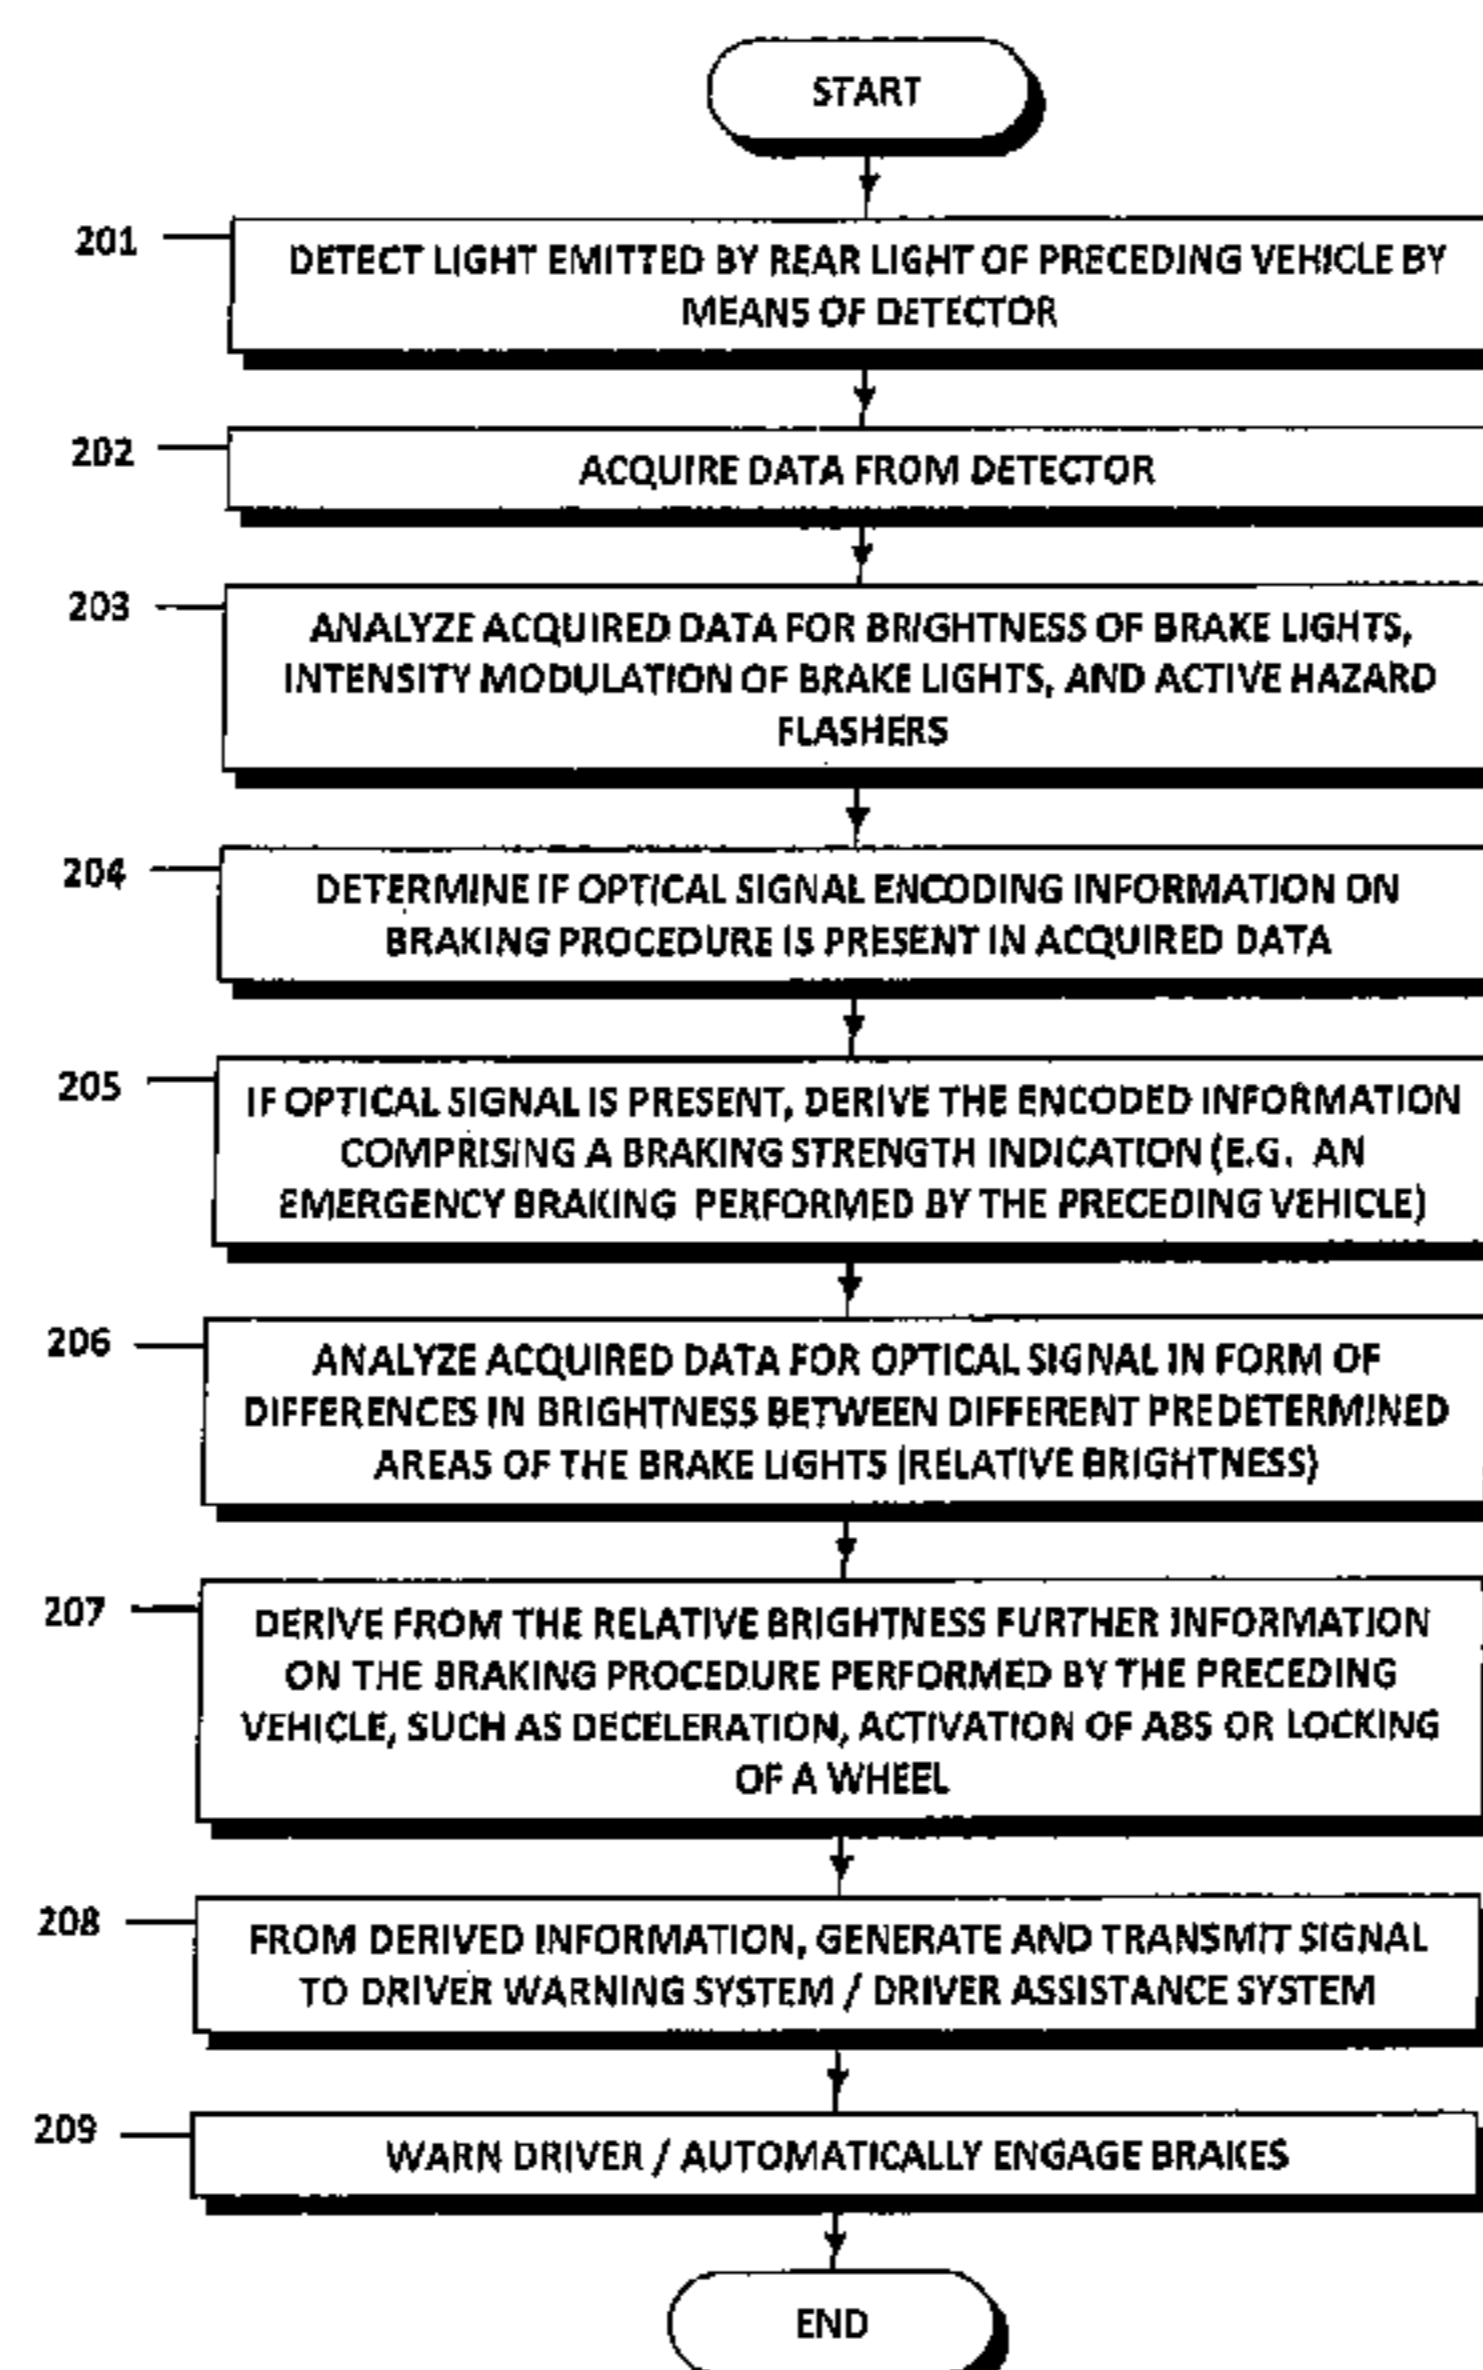 START
201
DETECT LIGHT EMITTED BY REAR LIGHT OF PRECEDING VEHICLE BY
MEANS OF DETECTOR
202
ACQUIRE DATA FROM DETECTOR
203
ANALYZE ACQUIRED DATA FOR BRIGHTNESS OF BRAKE LIGHTS,
INTENSITY MODULATION OF BRAKE LIGHTS, AND ACTIVE HAZARD
FLASHERS
204
DETERMINE IF OPTICAL SIGNAL ENCODING INFORMATION ON
BRAKING PROCEDURE IS PRESENT IN ACQUIRED DATA
205
IF OPTICAL SIGNAL IS PRESENT, DERIVE THE ENCODED INFORMATION
COMPRISING A BRAKING STRENGTH INDICATION (E.G. AN
EMERGENCY BRAKING PERFORMED BY THE PRECEDING VEHICLE)
206
ANALYZE ACQUIRED DATA FOR OPTICAL SIGNAL IN FORM OF
DIFFERENCES IN BRIGHTNESS BETWEEN DIFFERENT PREDETERMINED
AREAS OF THE BRAKE LIGHTS (RELATIVE BRIGHTNESS)
207
DERIVE FROM THE RELATIVE BRIGHTNESS FURTHER INFORMATION
ON THE BRAKING PROCEDURE PERFORMED BY THE PRECEDING
VEHICLE, SUCH AS DECELERATION, ACTIVATION OF ABS OR LOCKING
OF A WHEEL
208
FROM DERIVED INFORMATION, GENERATE AND TRANSMIT SIGNAL
TO DRIVER WARNING SYSTEM / DRIVER ASSISTANCE SYSTEM
209
WARN DRIVER / AUTOMATICALLY ENGAGE BRAKES
END